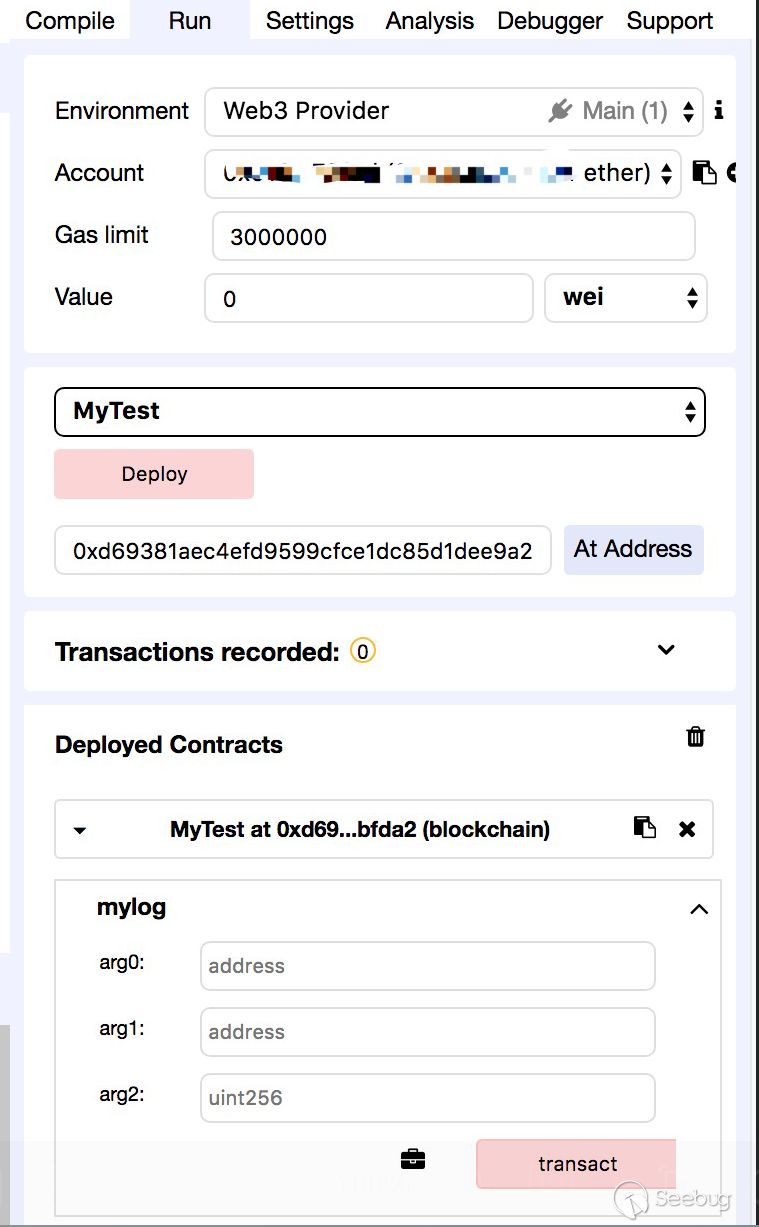 Compile Run Settings Analysis Debugger Support
Environment Web3 Provider Main (1)
Account ether)
Gas limit 3000000
Value 0 wei
MyTest
Deploy
0xd69381aec4efd9599cfce1dc85d1dee9a2 At Address
Transactions recorded: 0
Deployed Contracts
MyTest at 0xd69...bfda2 (blockchain)
mylog
arg0: address
arg1: address
arg2: uint256
transact
Seebug